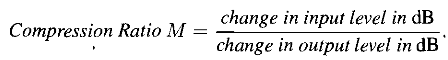 Compression Ratio M = change in input level in dB / change in output level in dB.